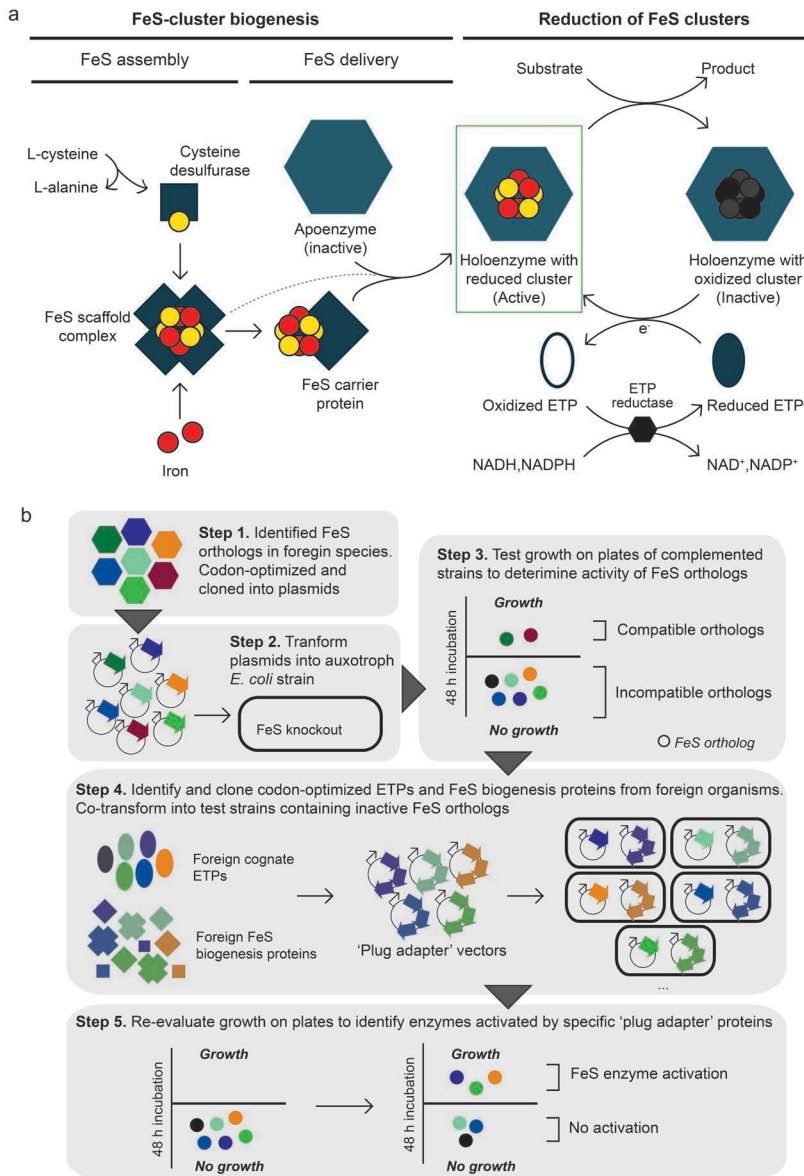 a
FeS-cluster biogenesis
Reduction of FeS clusters
FeS assembly
FeS delivery
Substrate
Product
L-cysteine
L-alanine
Cysteine
desulfurase
Apoenzyme
(inactive)
Holoenzyme with
reduced cluster
(Active)
Holoenzyme with
oxidized cluster
(Inactive)
FeS scaffold
complex
FeS carrier
protein
Iron
e-
Oxidized ETP
ETP
reductase
Reduced ETP
NADH,NADPH
NAD+,NADP+
b
Step 1. Identified FeS
orthologs in foregin species.
Codon-optimized and
cloned into plasmids
Step 2. Tranform
plasmids into auxotroph
E. coli strain
FeS knockout
Step 3. Test growth on plates of complemented
strains to deterimine activity of FeS orthologs
48 h incubation
Growth
No growth
Compatible orthologs
Incompatible orthologs
FeS ortholog
Step 4. Identify and clone codon-optimized ETPs and FeS biogenesis proteins from foreign organisms.
Co-transform into test strains containing inactive FeS orthologs
Foreign cognate
ETPs
Foreign FeS
biogenesis proteins
'Plug adapter' vectors
...
Step 5. Re-evaluate growth on plates to identify enzymes activated by specific 'plug adapter' proteins
48 h incubation
Growth
No growth
48 h incubation
Growth
No growth
FeS enzyme activation
No activation